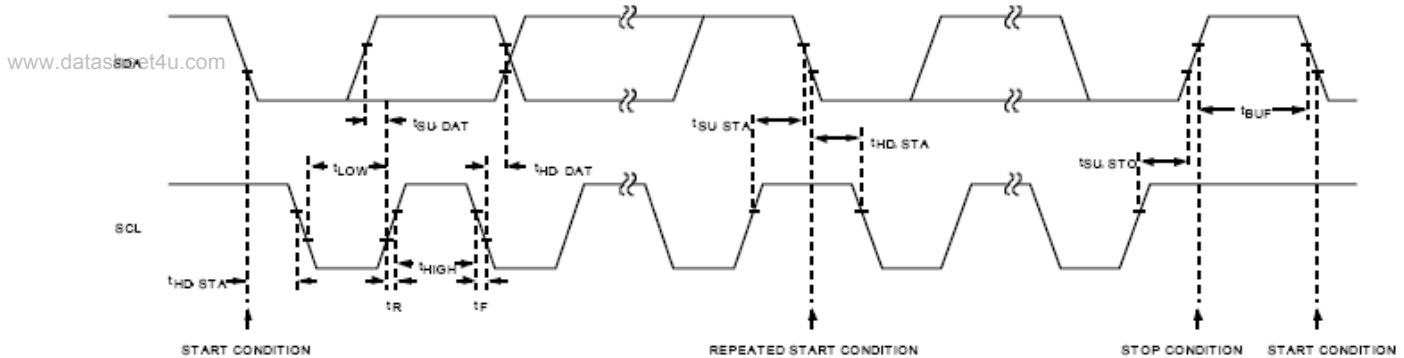 www.datasheet4u.com
SDA
tSU, DAT
tSU, STA
tBUF
tHD, STA
tLOW
tHD, DAT
tSU, STO
SCL
tHIGH
tHD, STA
tR
tF
START CONDITION
REPEATED START CONDITION
STOP CONDITION
START CONDITION